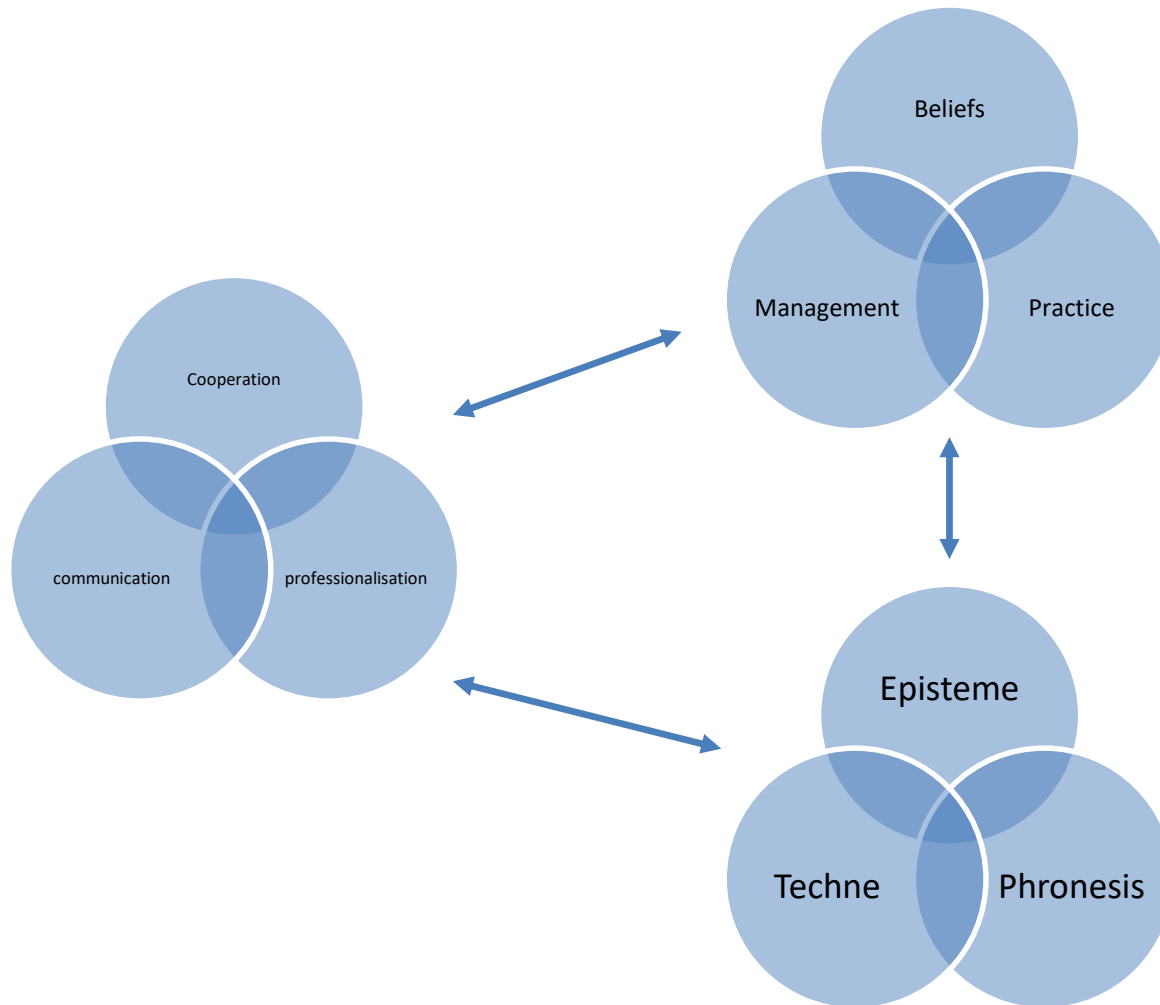 Beliefs
Management
Practice
Cooperation
communication
professionalisation
Episteme
Techne
Phronesis